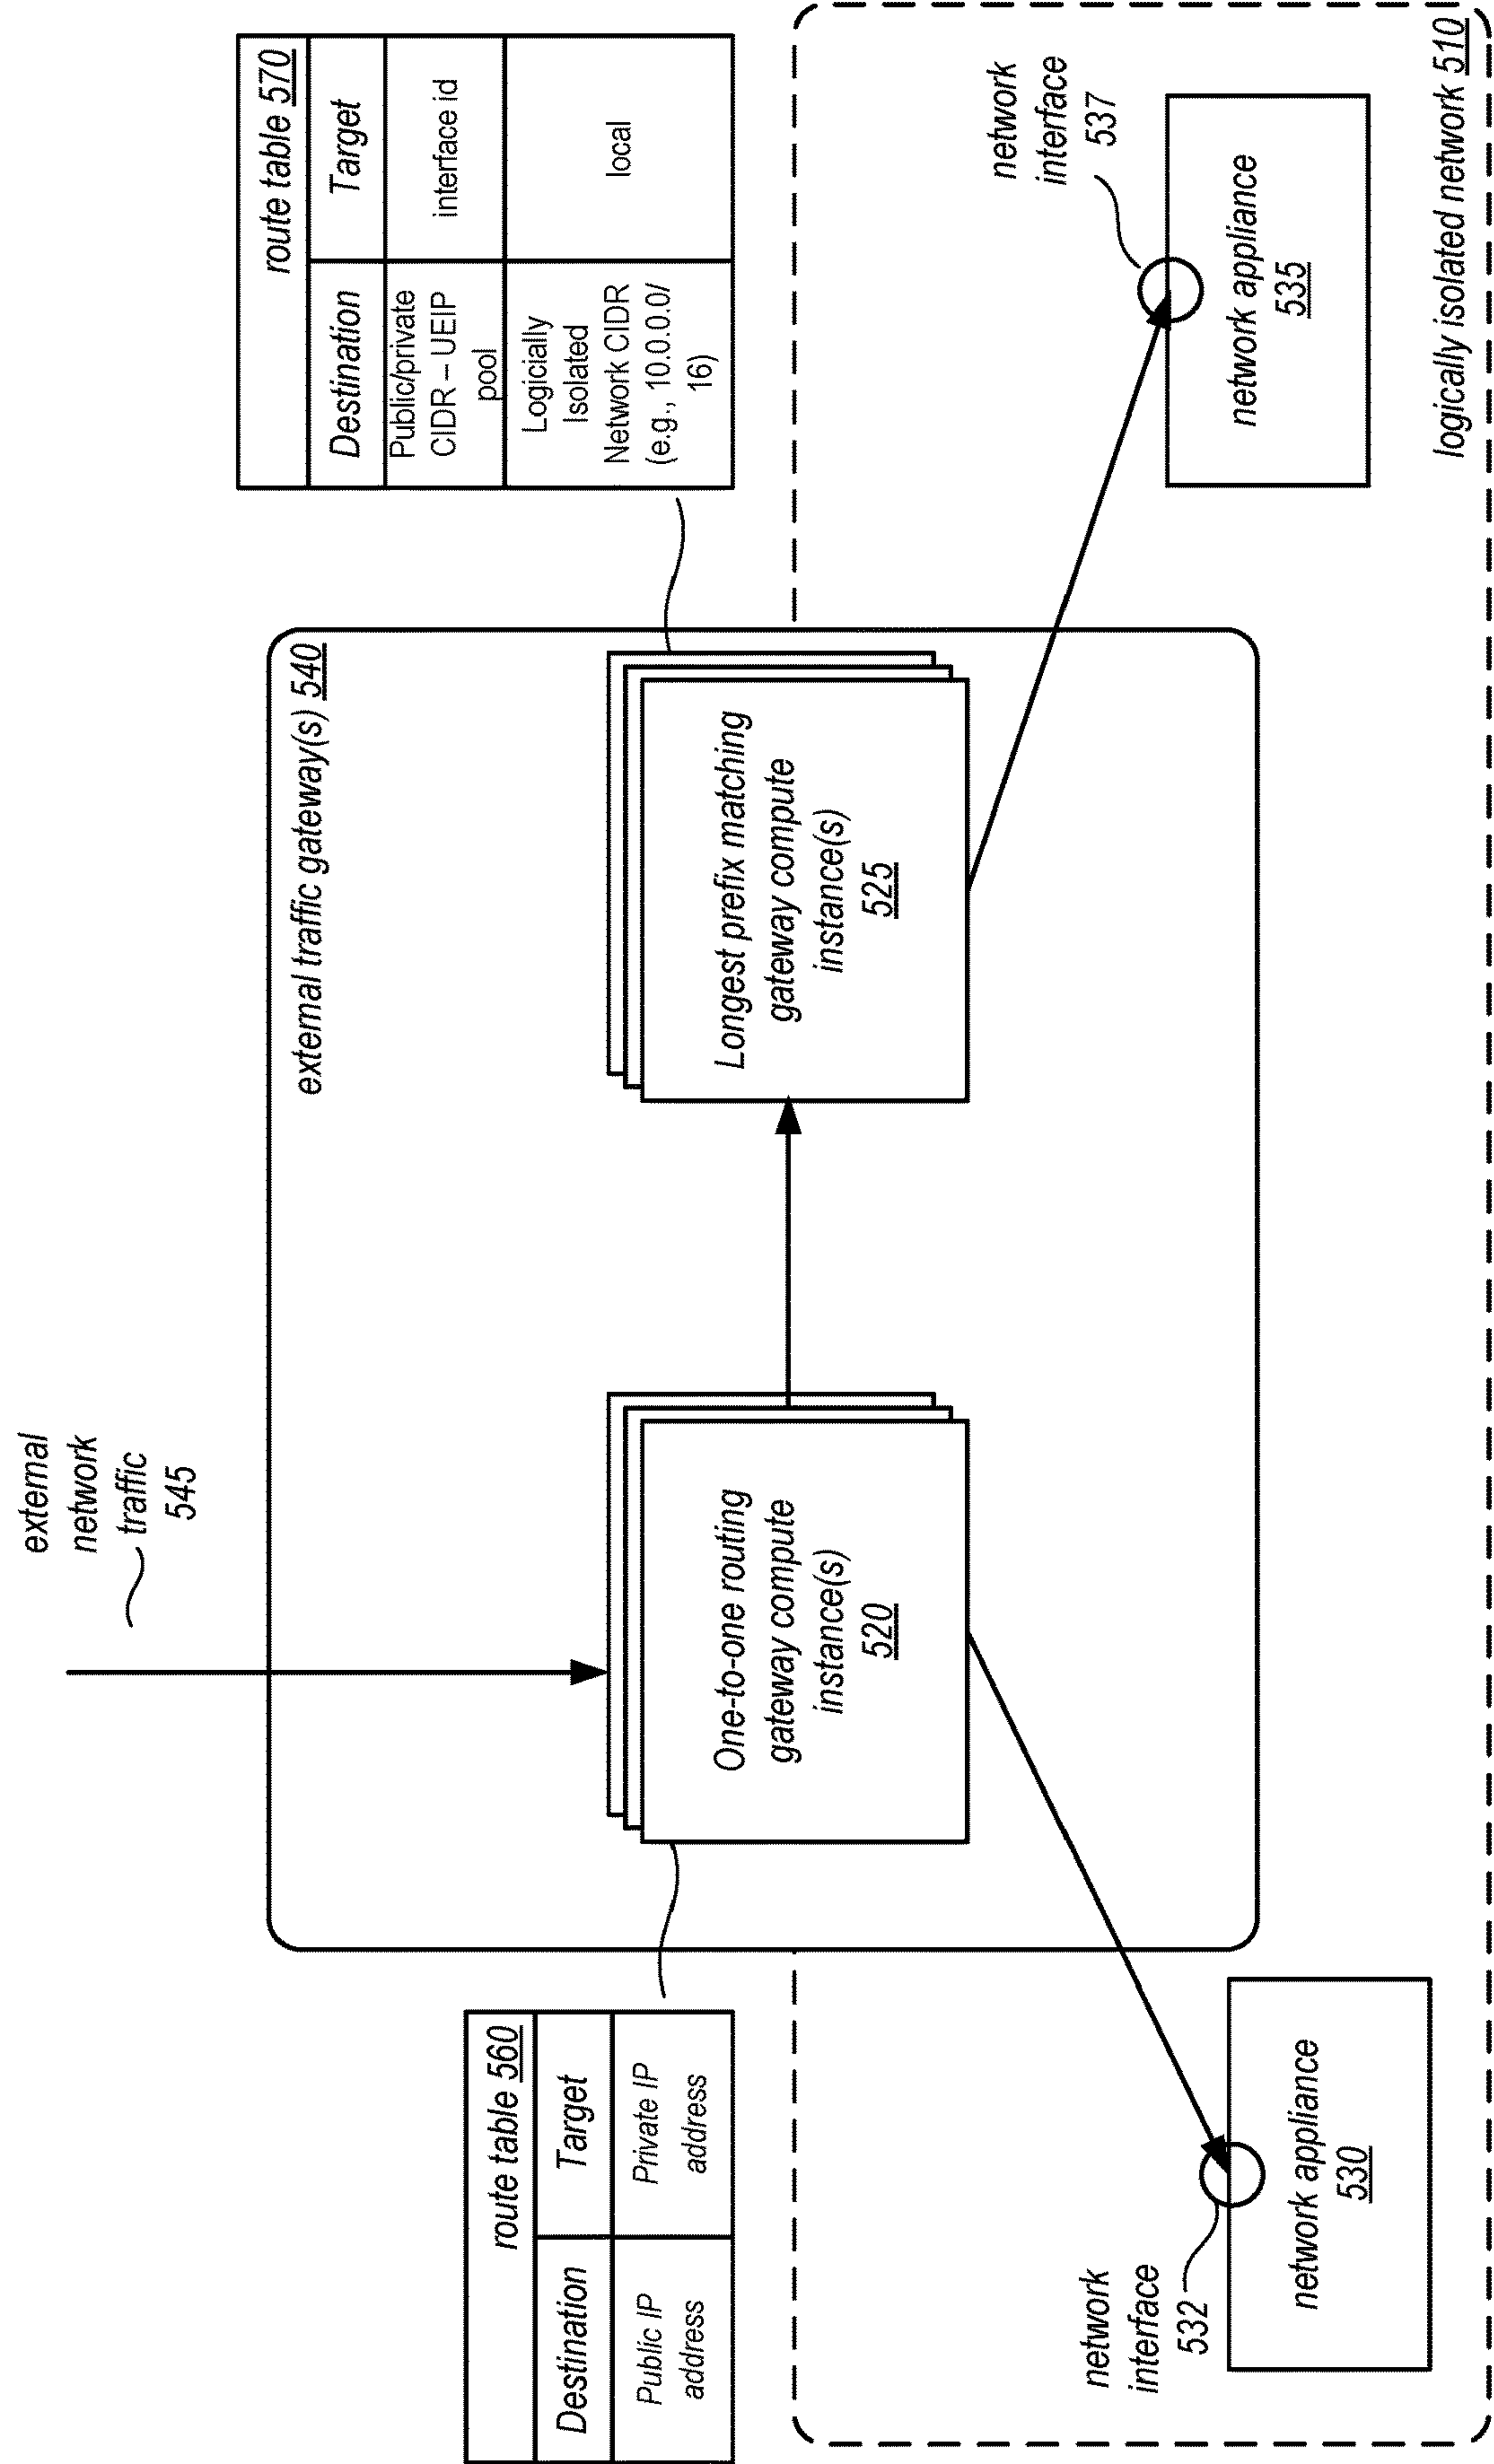 external
network
traffic
545
route table 570
Destination
Target
Public/private
CIDR – UEIP
pool
interface id
Logicially
Isolated
Network CIDR
(e.g., 10.0.0.0/
16)
local
route table 560
Destination
Target
Public IP
address
Private IP
address
external traffic gateway(s) 540
One-to-one routing
gateway compute
instance(s)
520
Longest prefix matching
gateway compute
instance(s)
525
network
interface
532
network appliance
530
network
interface
537
network appliance
535
logically isolated network 510